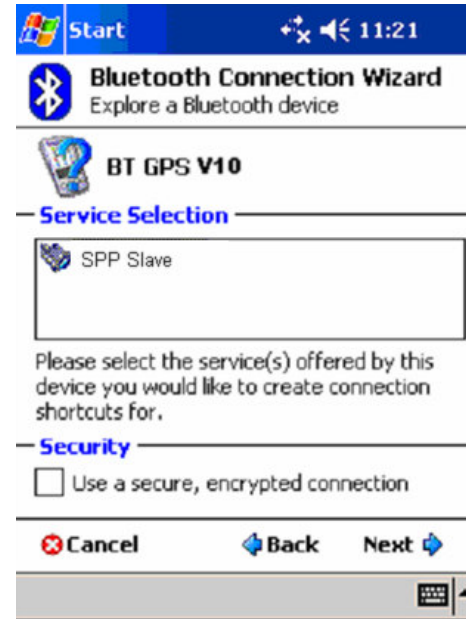 Start 11:21
Bluetooth Connection Wizard
Explore a Bluetooth device
BT GPS V10
Service Selection
SPP Slave
Please select the service(s) offered by this
device you would like to create connection
shortcuts for.
Security
Use a secure, encrypted connection
Cancel Back Next